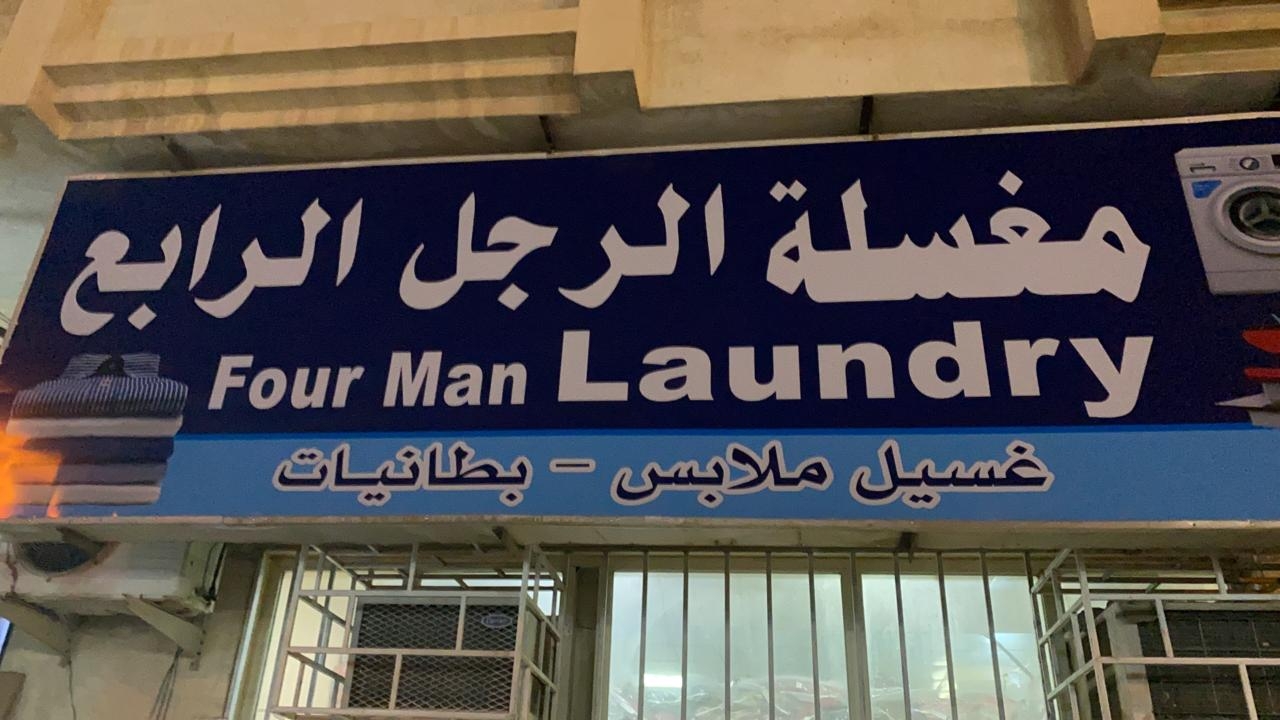 مغسلة الرجل الرابع
Four Man Laundry
غسيل ملابس - بطانيات